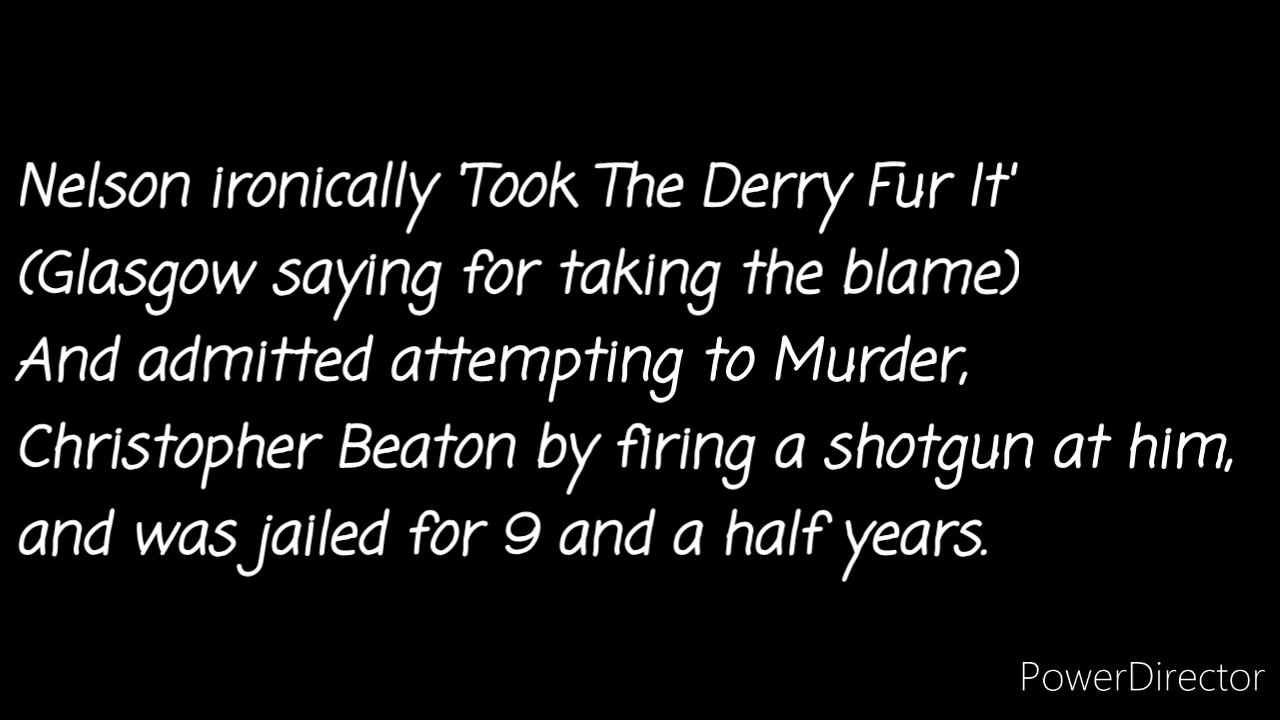 Nelson ironically 'Took The Derry Fur It'
(Glasgow saying for taking the blame)
And admitted attempting to Murder,
Christopher Beaton by firing a shotgun at him,
and was jailed for 9 and a half years.
PowerDirector